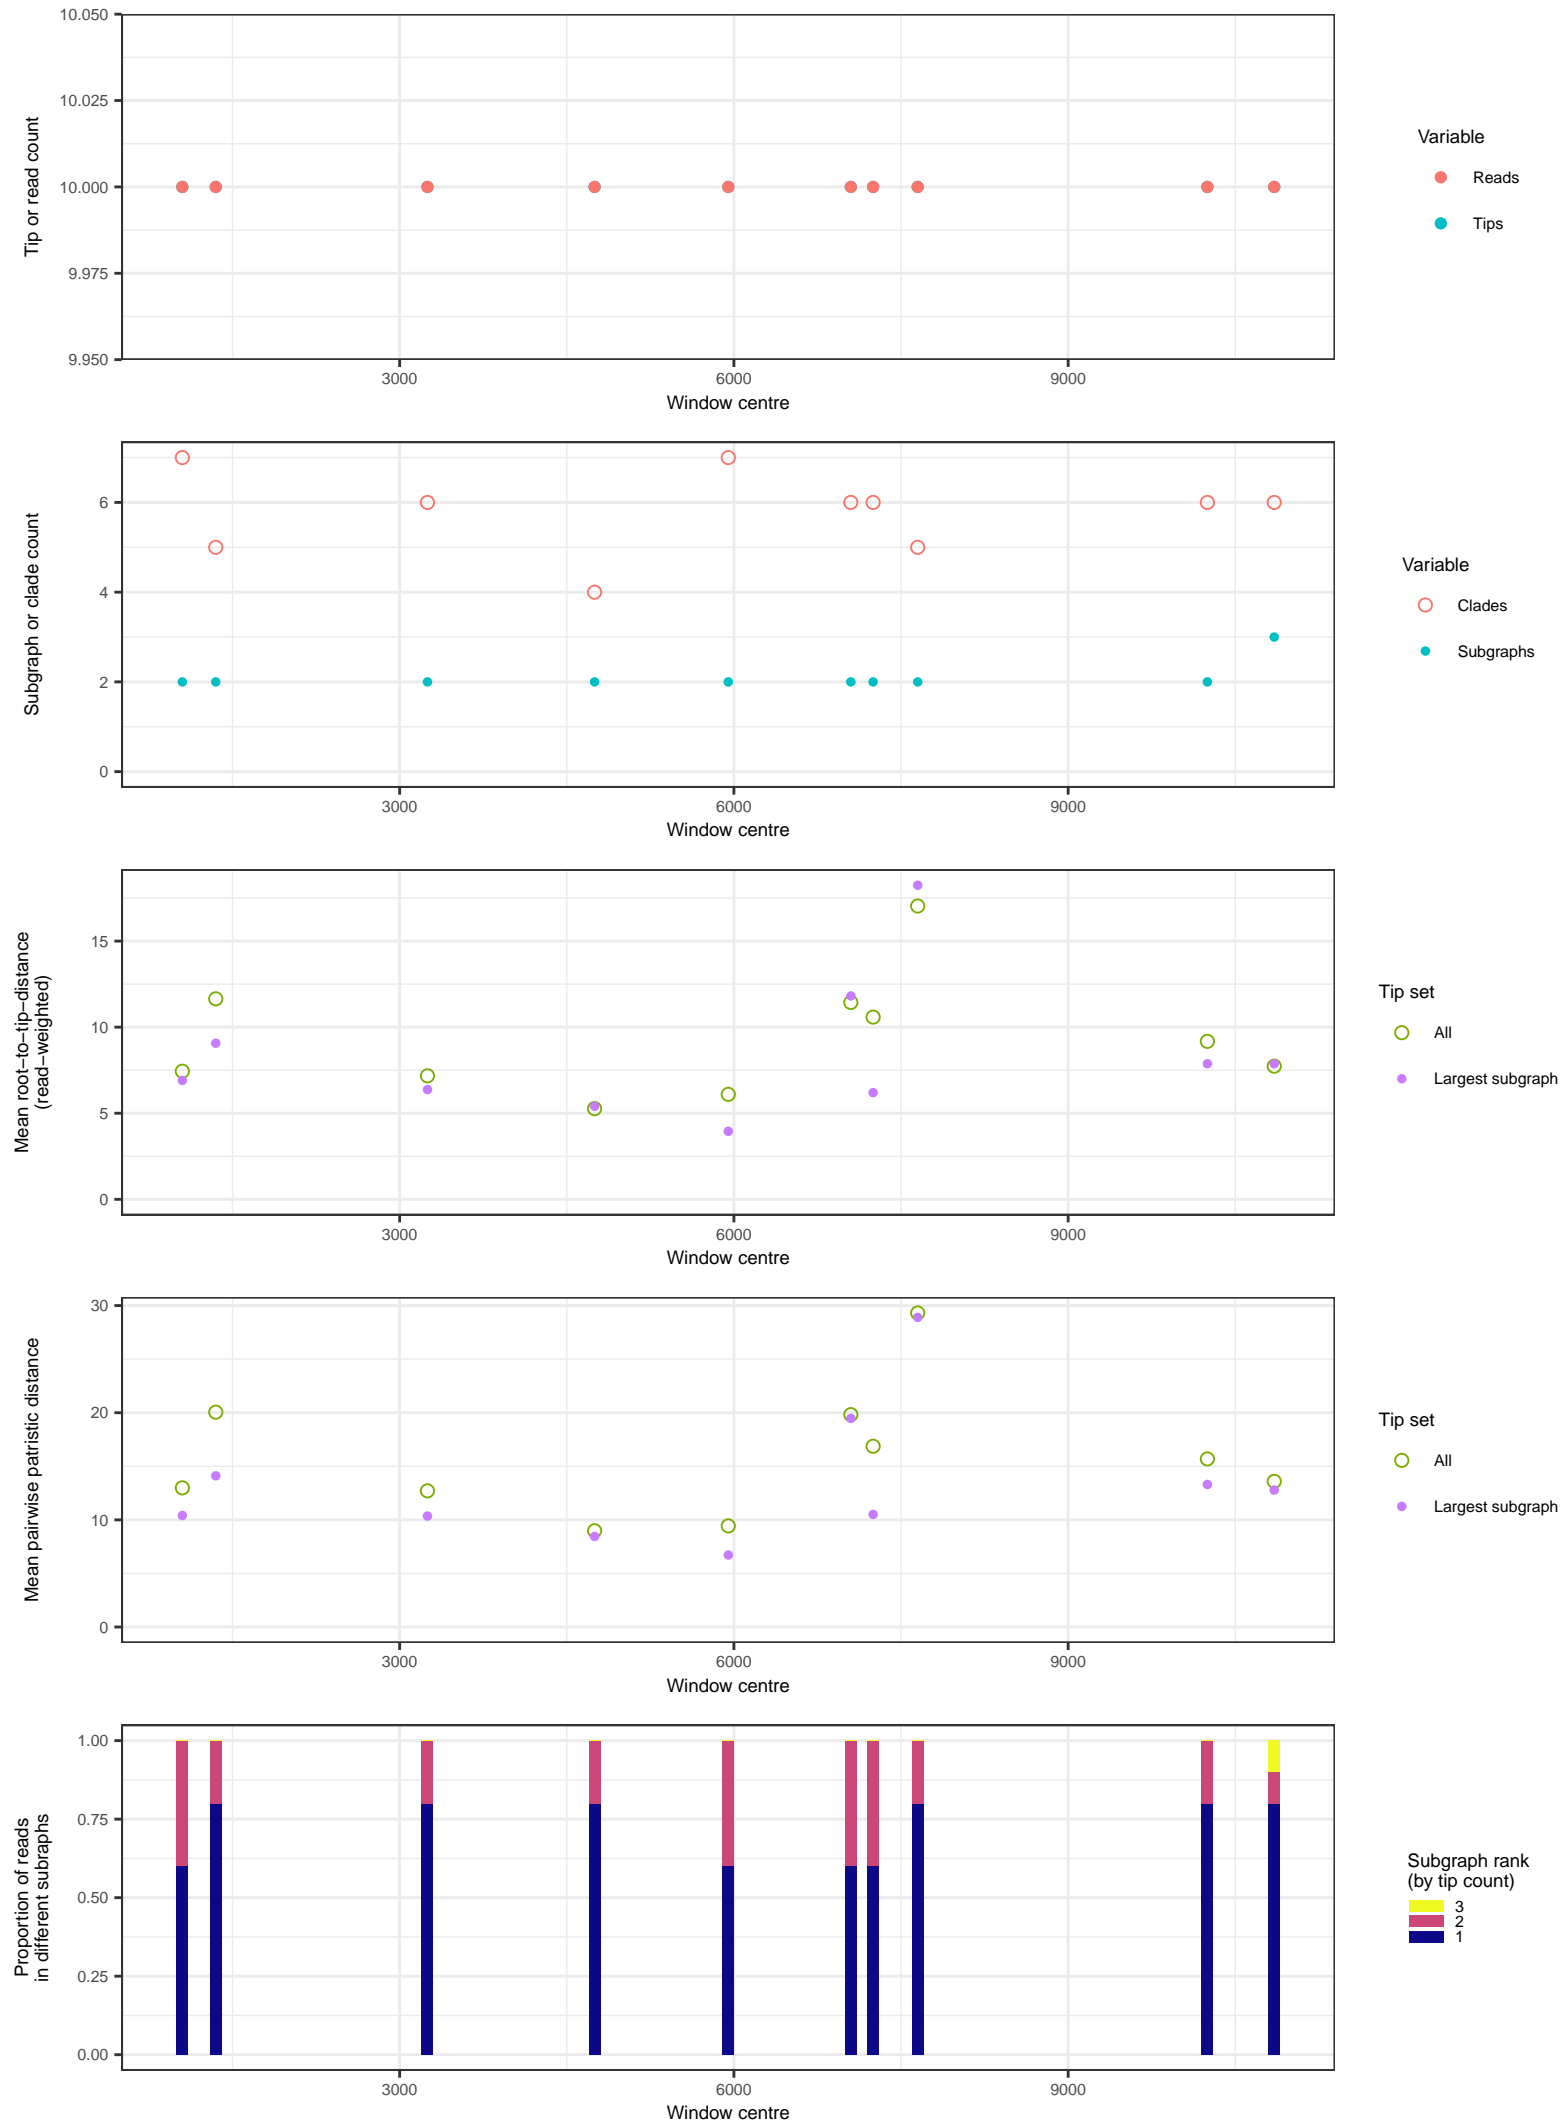 10.050
10.025
10.000
9.975
9.950
Tip or read count
3000
6000
9000
Window centre
Variable
Reads
Tips
6
4
2
0
Subgraph or clade count
3000
6000
9000
Window centre
Variable
Clades
Subgraphs
15
10
5
0
Mean root−to−tip−distance
(read−weighted)
3000
6000
9000
Window centre
Tip set
All
Largest subgraph
30
20
10
0
Mean pairwise patristic distance
3000
6000
9000
Window centre
Tip set
All
Largest subgraph
1.00
0.75
0.50
0.25
0.00
Proportion of reads
in different subraphs
3000
6000
9000
Window centre
Subgraph rank
(by tip count)
3
2
1